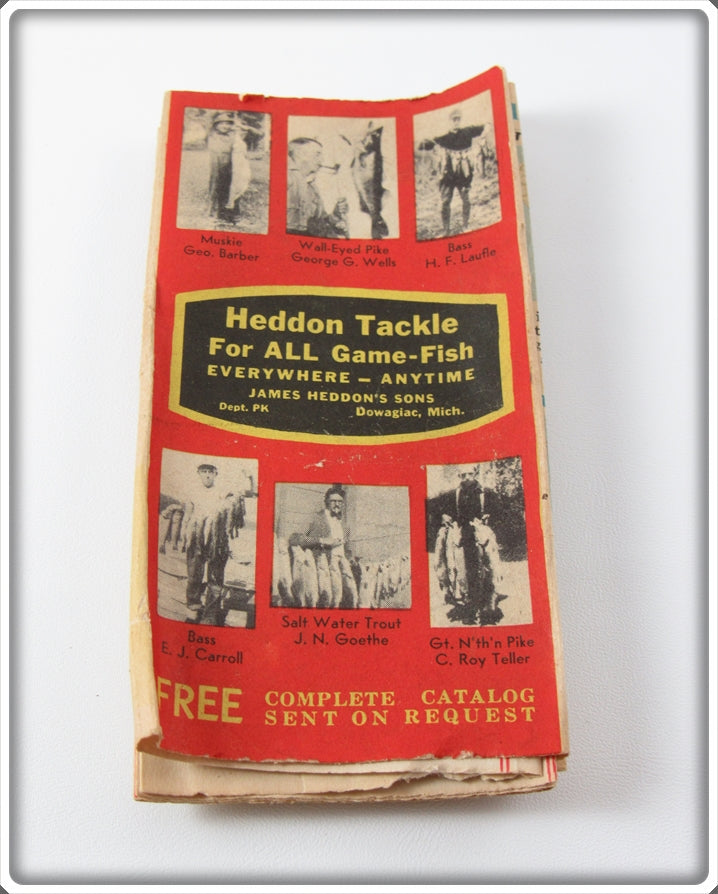 Muskie
Geo. Barber
Wall-Eyed Pike
George G. Wells
Bass
H. F. Laufle
Heddon Tackle
For ALL Game-Fish
EVERYWHERE — ANYTIME
JAMES HEDDON'S SONS
Dept. PK Dowagiac, Mich.
Bass
E. J. Carroll
Salt Water Trout
J. N. Goethe
Gt. N'th'n Pike
C. Roy Teller
FREE
COMPLETE CATALOG
SENT ON REQUEST